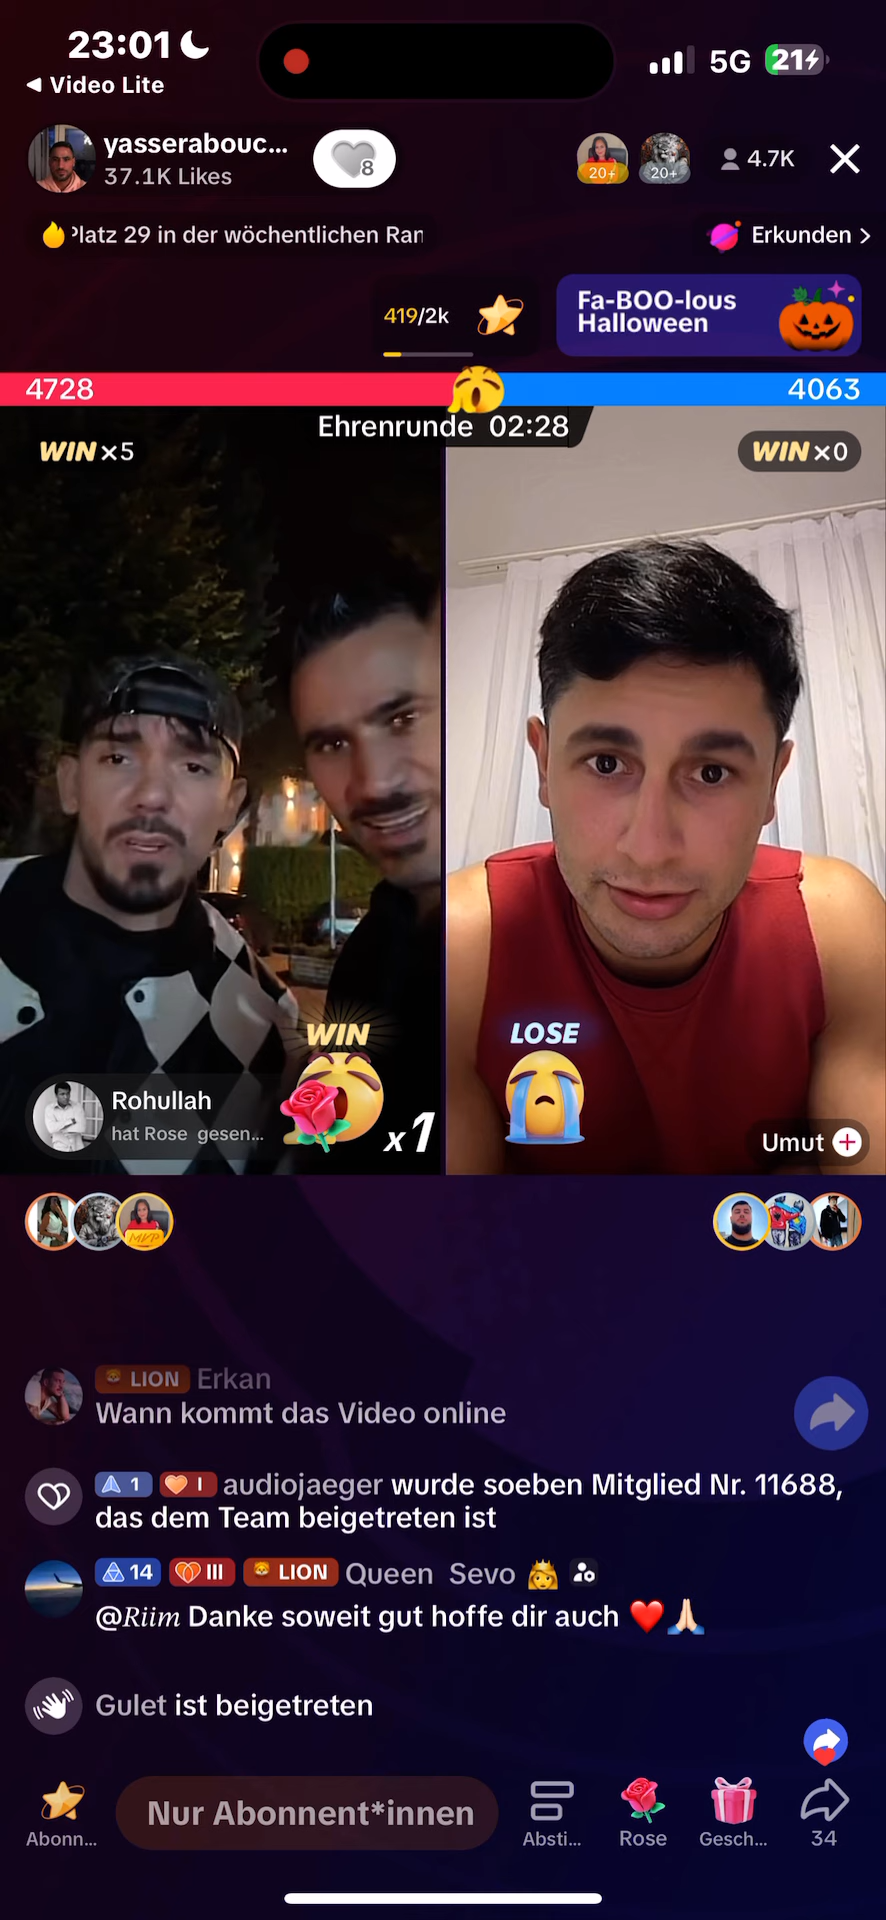 23:01
5G
21
Video Lite
yasserabouc...
37.1K Likes
8
20+
20+
4.7K
Platz 29 in der wöchentlichen Ran
Erkunden >
419/2k
Fa-BOO-lous
Halloween
4728
4063
Ehrenrunde 02:28
WIN x5
WIN x0
WIN
LOSE
Rohullah
hat Rose gesen...
x1
Umut
MVP
LION Erkan
Wann kommt das Video online
1 I audiojaeger wurde soeben Mitglied Nr. 11688,
das dem Team beigetreten ist
14 III LION Queen Sevo 👸
@Riim Danke soweit gut hoffe dir auch ❤️🙏🏻
Gulet ist beigetreten
Abonn...
Nur Abonnent*innen
Absti...
Rose
Gesch...
34